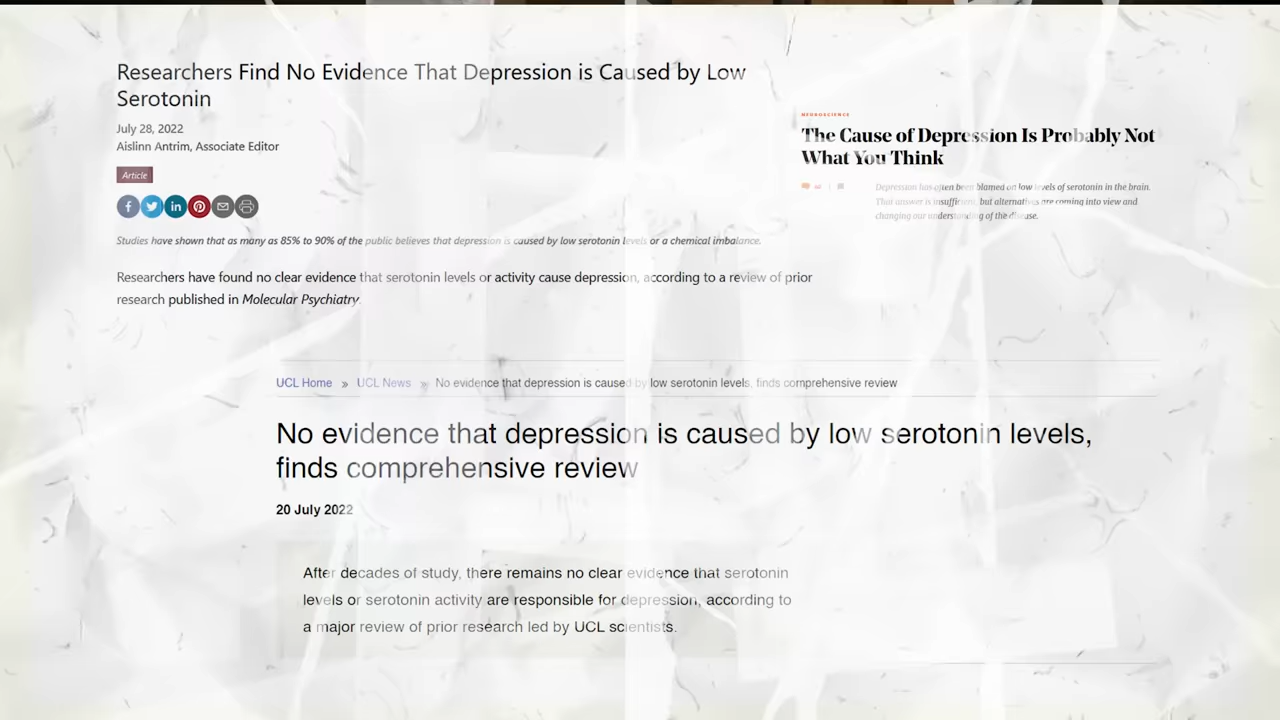 Researchers Find No Evidence That Depression is Caused by Low
Serotonin
July 28, 2022
Aislinn Antrim, Associate Editor
Article
Studies have shown that as many as 85% to 90% of the public believes that depression is caused by low serotonin levels or a chemical imbalance.
Researchers have found no clear evidence that serotonin levels or activity cause depression, according to a review of prior
research published in Molecular Psychiatry.
NEUROSCIENCE
The Cause of Depression Is Probably Not
What You Think
Depression has often been blamed on low levels of serotonin in the brain.
That answer is insufficient, but alternatives are coming into view and
changing our understanding of the disease.
UCL Home » UCL News » No evidence that depression is caused by low serotonin levels, finds comprehensive review
No evidence that depression is caused by low serotonin levels,
finds comprehensive review
20 July 2022
After decades of study, there remains no clear evidence that serotonin
levels or serotonin activity are responsible for depression, according to
a major review of prior research led by UCL scientists.